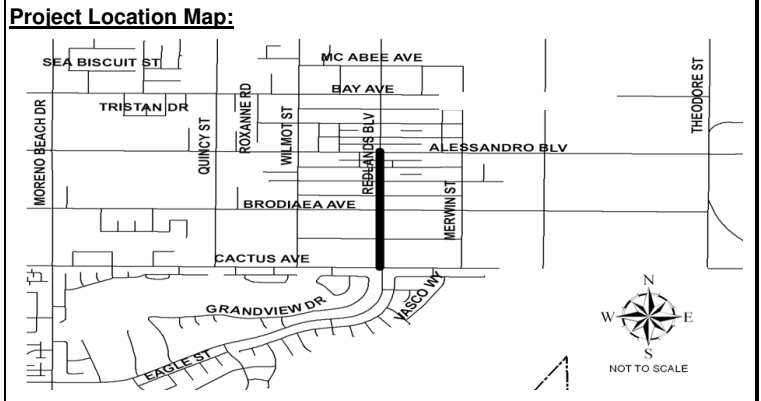 Project Location Map:
MC ABEE AVE
SEA BISCUIT ST
BAY AVE
TRISTAN DR
MORENO BEACH DR
QUINCY ST
ROXANNE RD
WILMOT ST
REDLANDS BLV
THEODORE ST
ALESSANDRO BLV
MERWIN ST
BRODIAEA AVE
CACTUS AVE
GRANDVIEW DR
VASCO WY
EAGLE ST
N
W
E
S
NOT TO SCALE